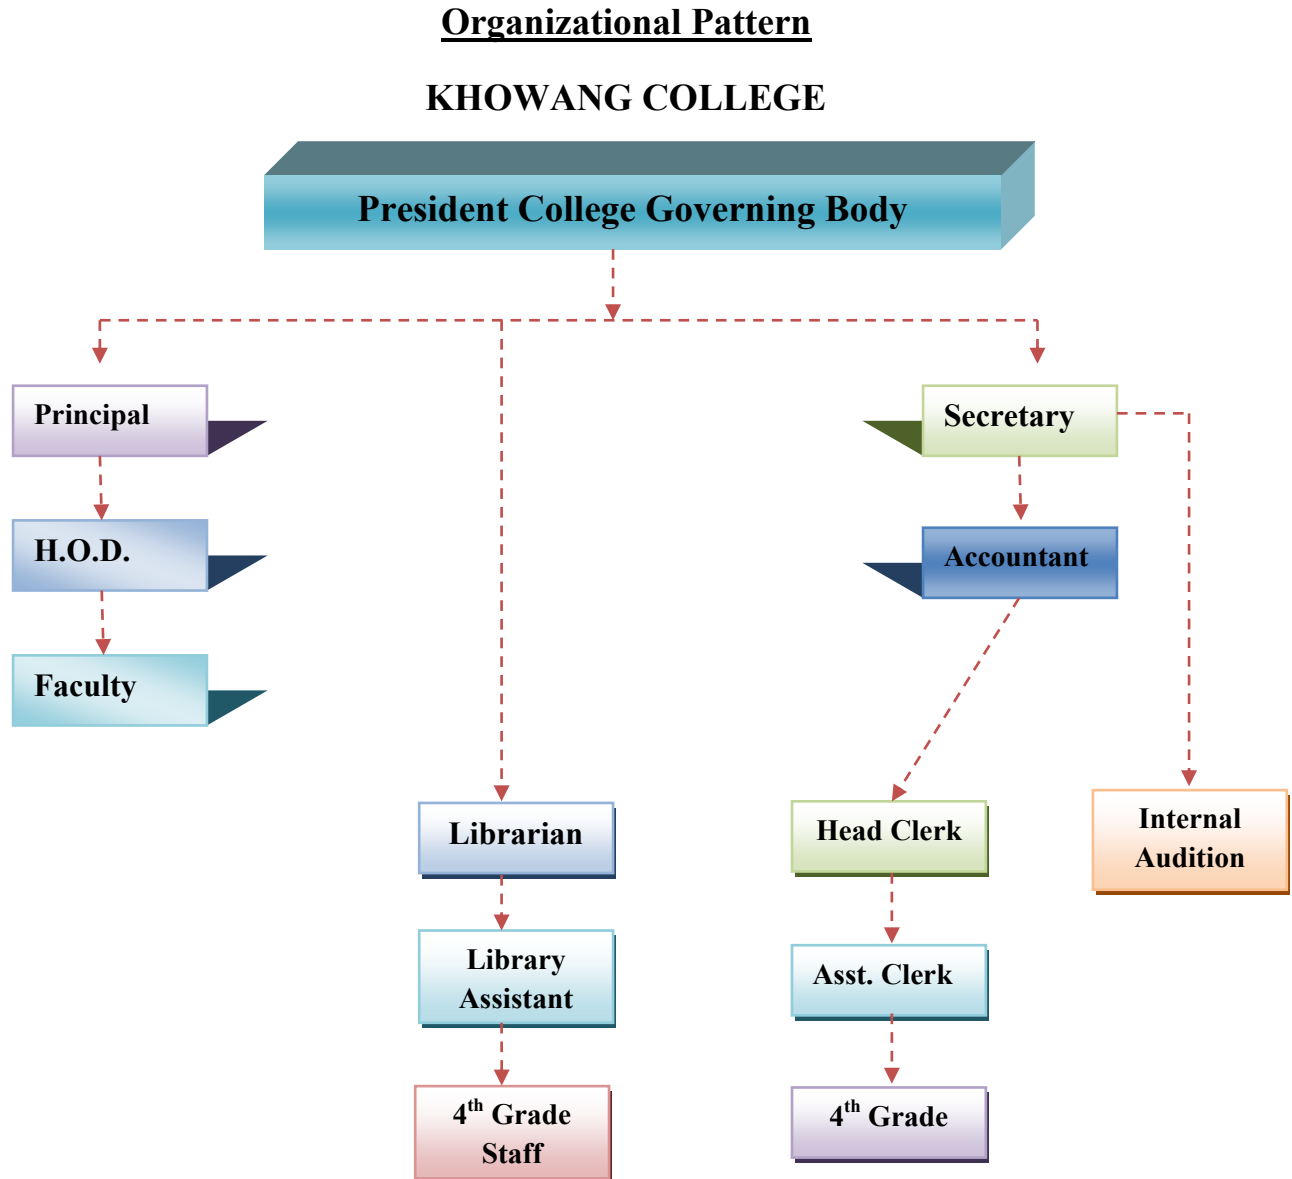 Organizational Pattern
KHOWANG COLLEGE
President College Governing Body
Principal
Secretary
H.O.D.
Accountant
Faculty
Librarian
Head Clerk
Internal
Audition
Library
Assistant
Asst. Clerk
4th Grade
Staff
4th Grade